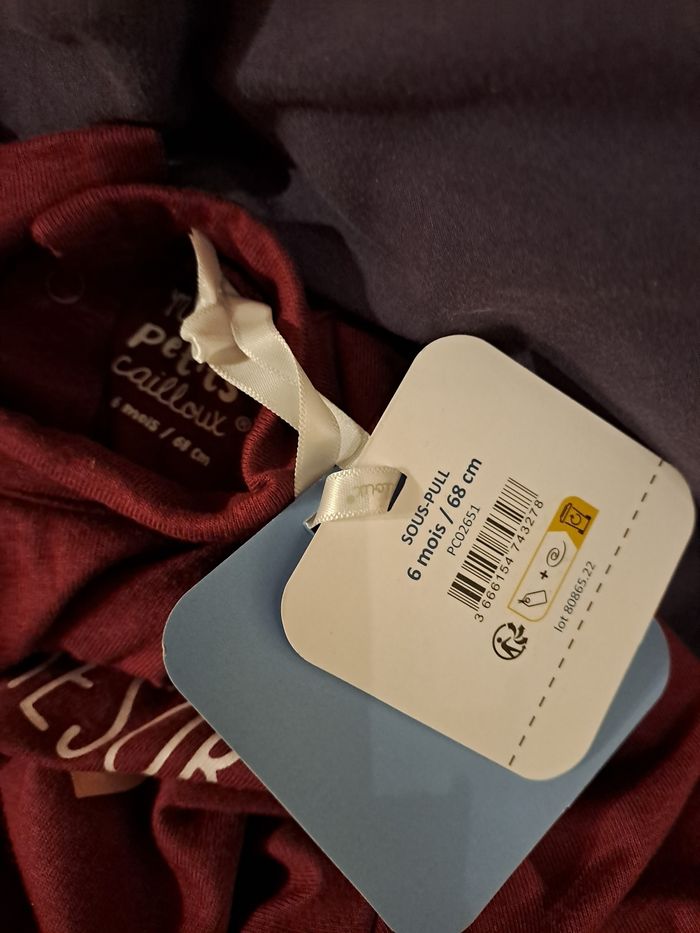 petits
cailloux®
6 mois / 68 cm
SOUS-PULL
6 mois / 68 cm
PC02651
3 666154 743278
lot 80865.22